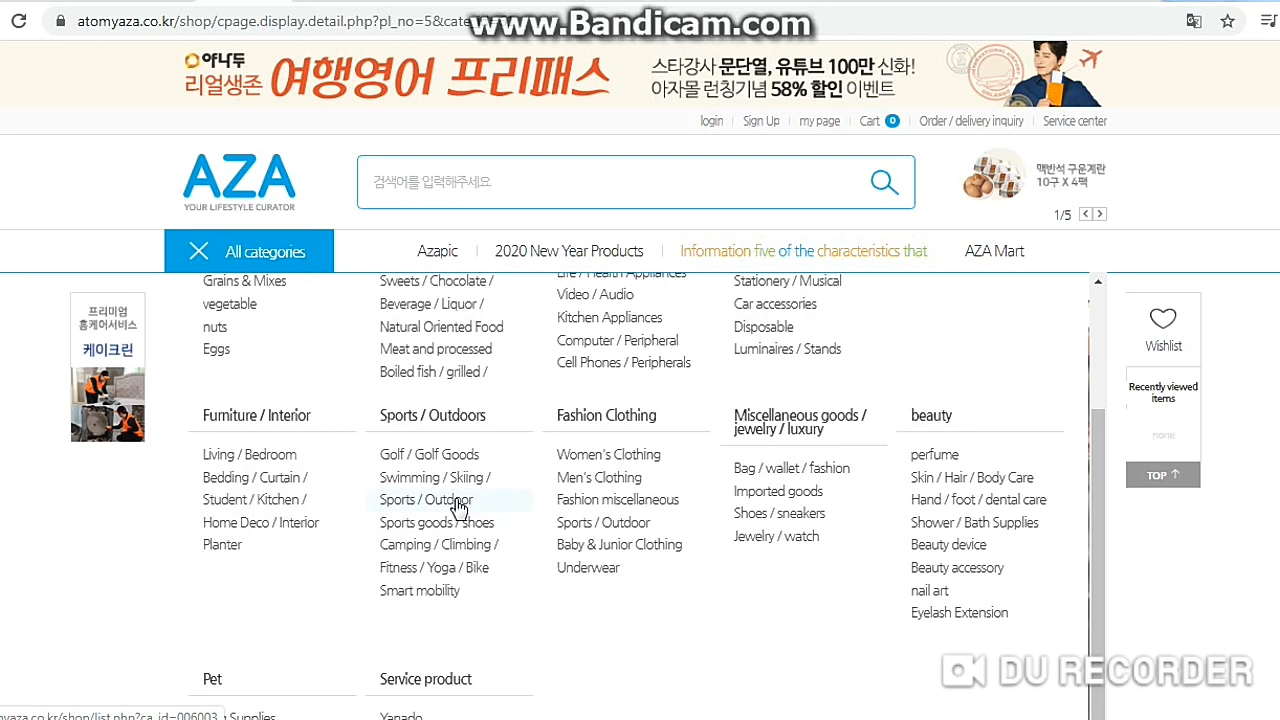 atomyaza.co.kr/shop/cpage.display.detail.php?pl_no=5&cate
www.Bandicam.com
야나두
리얼생존 여행영어 프리패스
스타강사 문단열, 유튜브 100만 신화!
아자몰 런칭기념 58% 할인 이벤트
login Sign Up my page Cart 0 Order / delivery inquiry Service center
AZA
YOUR LIFESTYLE CURATOR
검색어를 입력해주세요
맥반석 구운계란
10구 X 4팩
1/5
All categories Azapic 2020 New Year Products Information five of the characteristics that AZA Mart
프리미엄
홈케어서비스
케이크린
Grains & Mixes
vegetable
nuts
Eggs
Sweets / Chocolate /
Beverage / Liquor /
Natural Oriented Food
Meat and processed
Boiled fish / grilled /
Life / Health Appliances
Video / Audio
Kitchen Appliances
Computer / Peripheral
Cell Phones / Peripherals
Stationery / Musical
Car accessories
Disposable
Luminaires / Stands
Wishlist
Recently viewed
items
none
TOP
Furniture / Interior
Living / Bedroom
Bedding / Curtain /
Student / Kitchen /
Home Deco / Interior
Planter
Sports / Outdoors
Golf / Golf Goods
Swimming / Skiing /
Sports / Outdoor
Sports goods / shoes
Camping / Climbing /
Fitness / Yoga / Bike
Smart mobility
Fashion Clothing
Women's Clothing
Men's Clothing
Fashion miscellaneous
Sports / Outdoor
Baby & Junior Clothing
Underwear
Miscellaneous goods /
jewelry / luxury
Bag / wallet / fashion
Imported goods
Shoes / sneakers
Jewelry / watch
beauty
perfume
Skin / Hair / Body Care
Hand / foot / dental care
Shower / Bath Supplies
Beauty device
Beauty accessory
nail art
Eyelash Extension
Pet
Supplies
Service product
Yanado
DU RECORDER
myaza.co.kr/shop/list.php?ca_id=006003